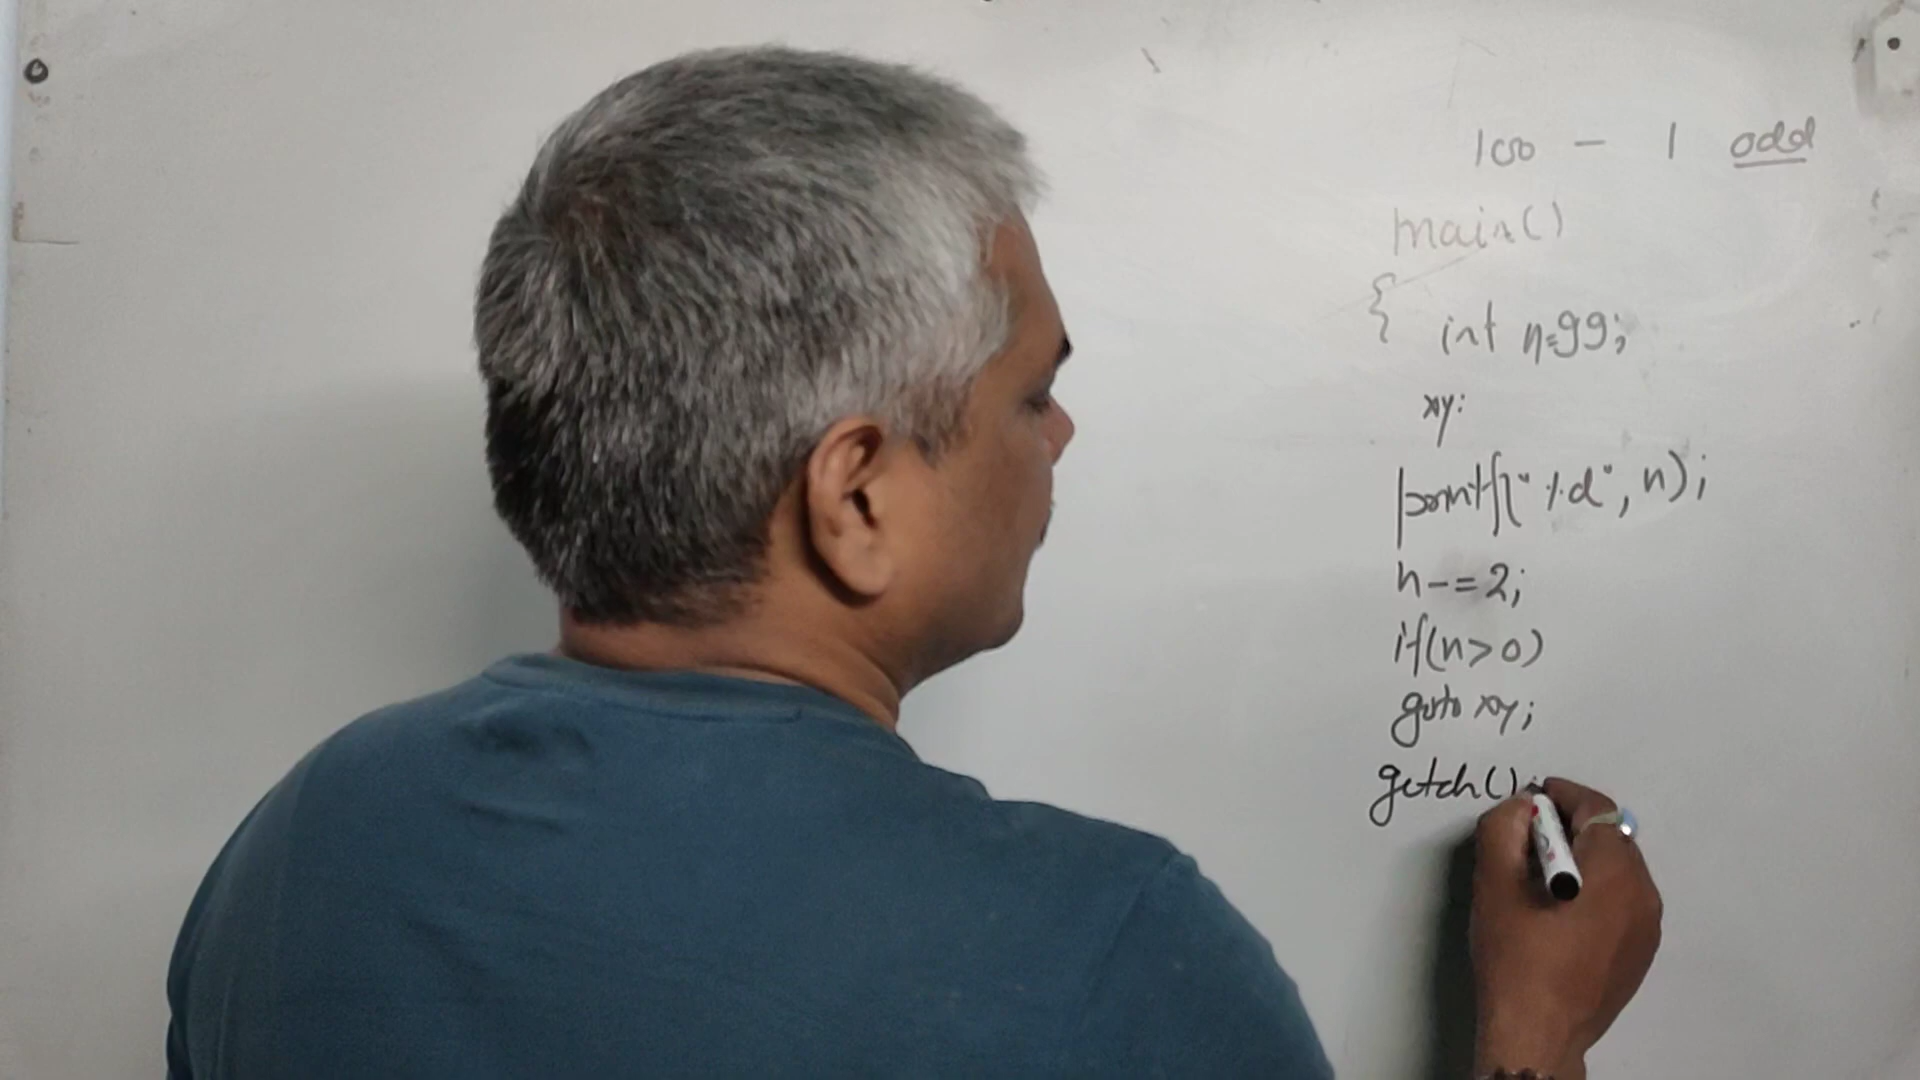 100 - 1 odd
main()
{ int n=99;
xy:
printf("%d", n);
n-=2;
if(n>0)
goto xy;
getch();